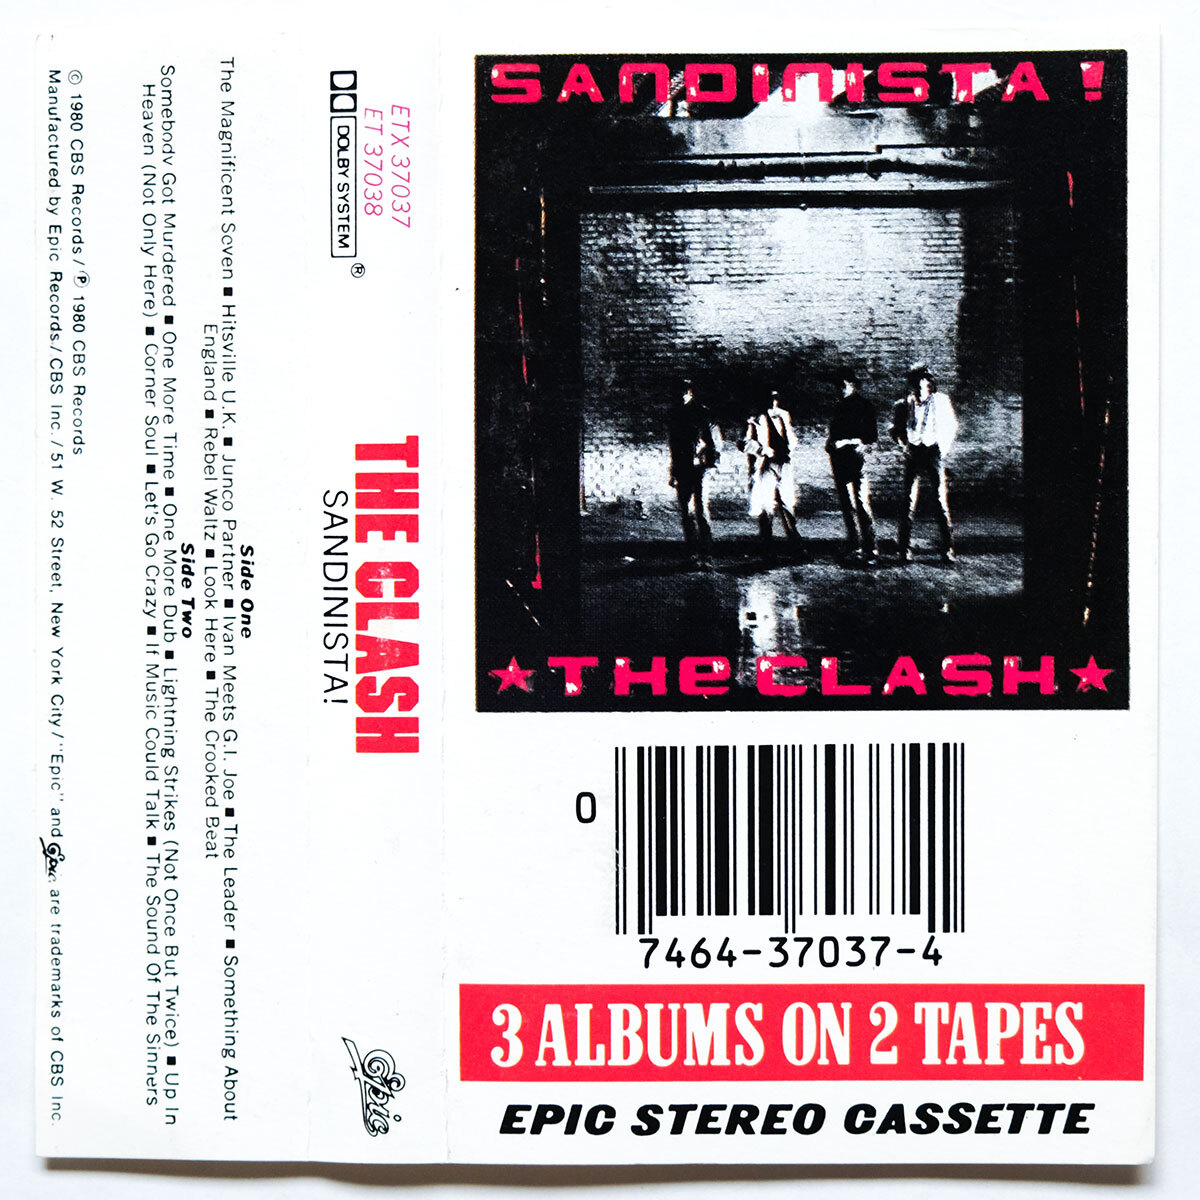 SANDINISTA!
★THE CLASH★
0
7464-37037-4
3 ALBUMS ON 2 TAPES
EPIC STEREO CASSETTE
ETX 37037
ET 37038
DOLBY SYSTEM®
THE CLASH
SANDINISTA!
Epic
Side One
The Magnificent Seven ■ Hitsville U.K. ■ Junco Partner ■ Ivan Meets G.I. Joe ■ The Leader ■ Something About
England ■ Rebel Waltz ■ Look Here ■ The Crooked Beat
Side Two
Somebody Got Murdered ■ One More Time ■ One More Dub ■ Lightning Strikes (Not Once But Twice) ■ Up In
Heaven (Not Only Here) ■ Corner Soul ■ Let's Go Crazy ■ If Music Could Talk ■ The Sound Of The Sinners
© 1980 CBS Records/℗ 1980 CBS Records
Manufactured by Epic Records/CBS Inc./51 W. 52 Street, New York City/"Epic" and Epic are trademarks of CBS Inc.